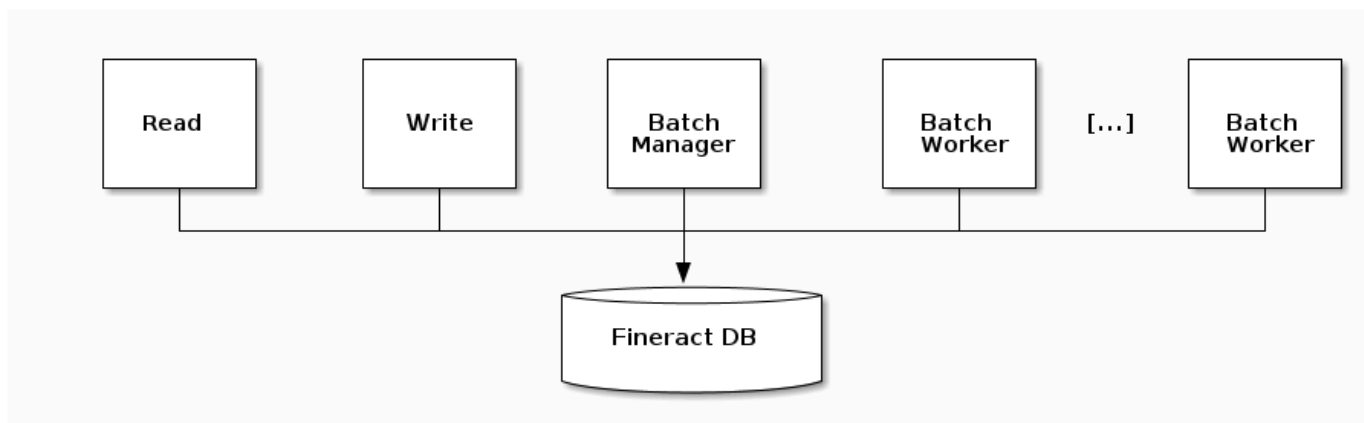 Read
Write
Batch
Manager
Batch
Worker
[...]
Batch
Worker
Fineract DB